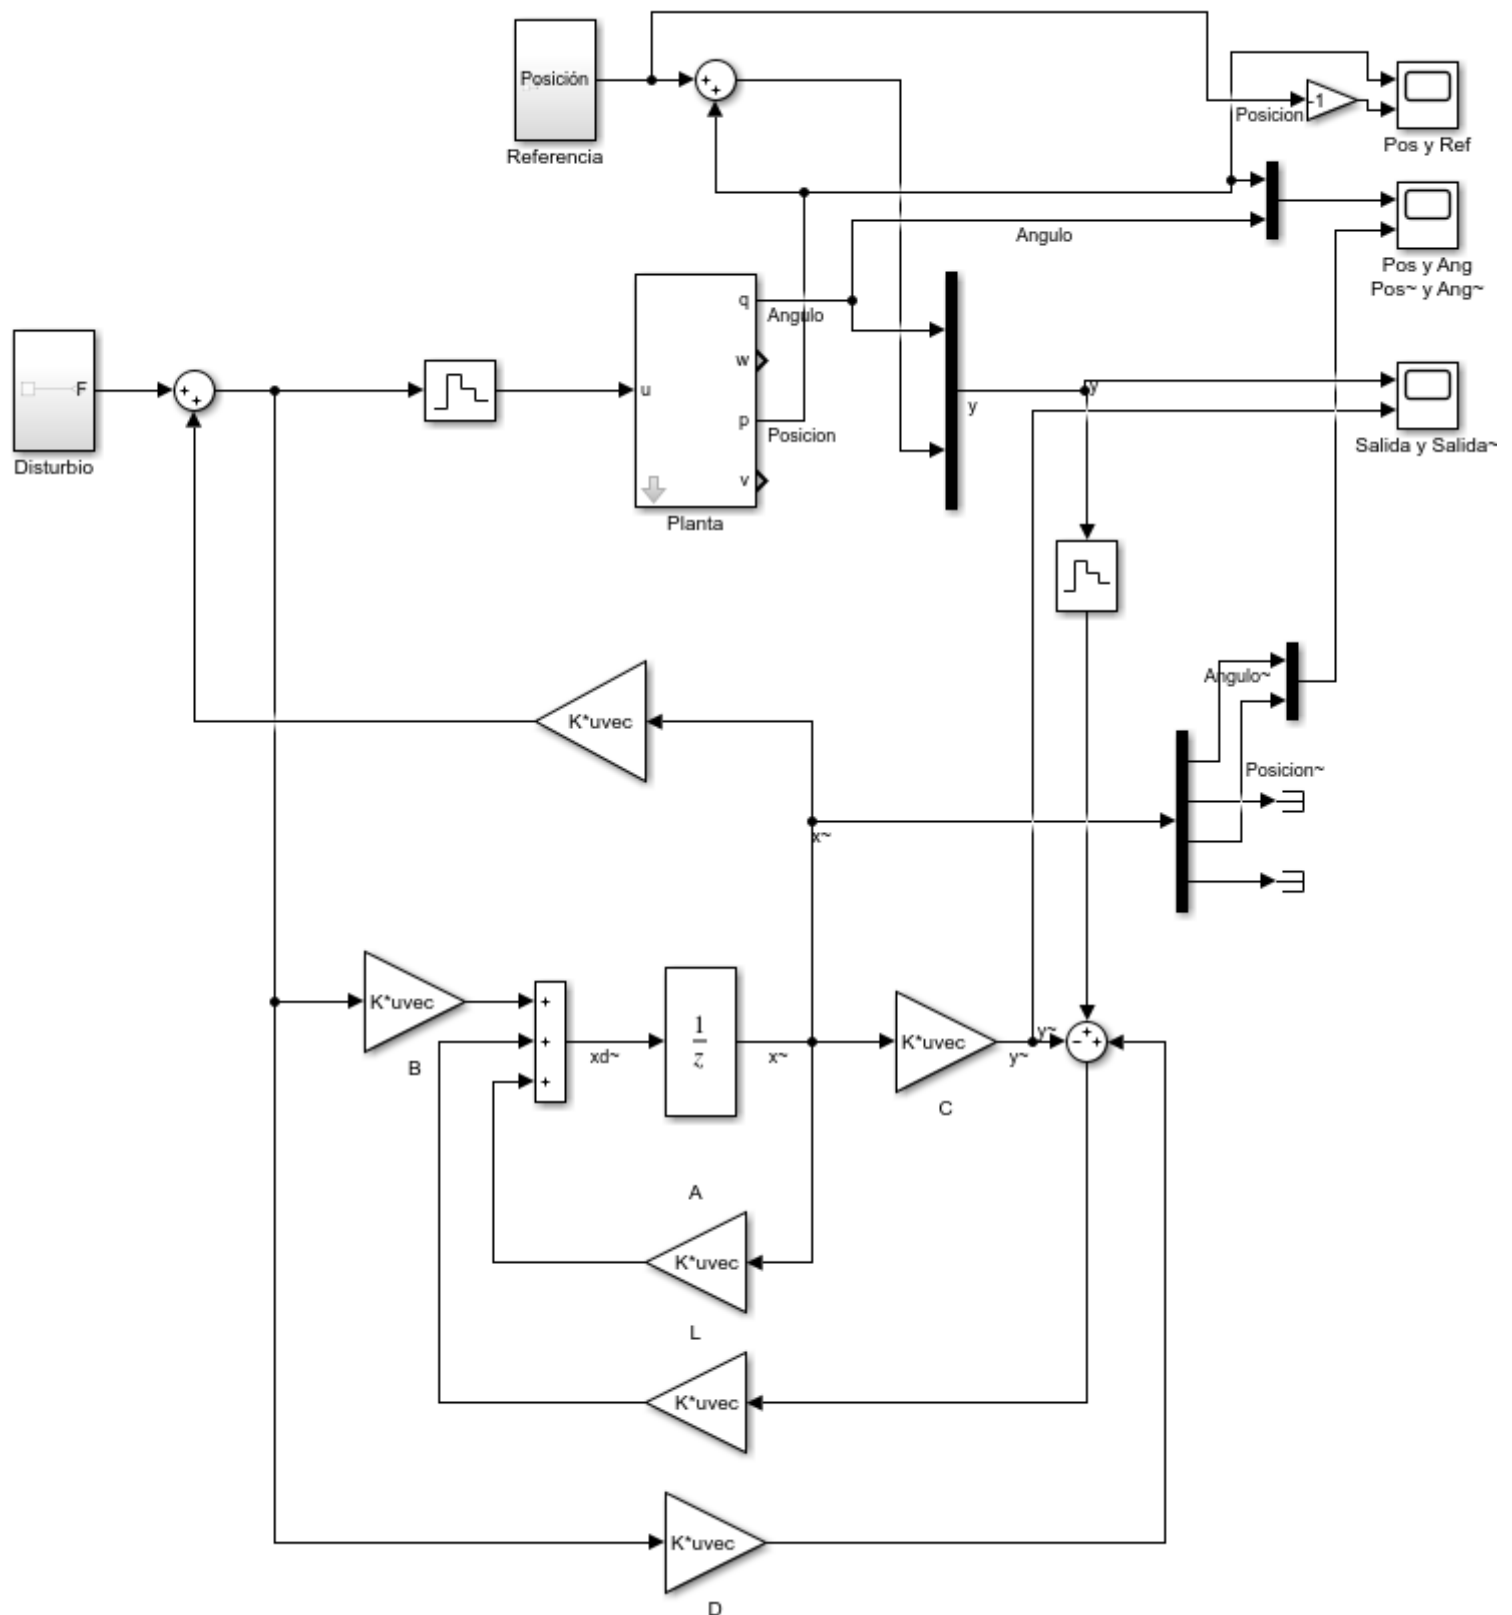 Posición
Referencia
+
+
Posicion
-1
Pos y Ref
Angulo
Pos y Ang
Pos~ y Ang~
q
Angulo
w
F
+
+
u
p
Posicion
v
Disturbio
Planta
y
y
Salida y Salida~
K*uvec
Angulo~
Posicion~
x~
K*uvec
B
+
+
+
xd~
1
z
x~
K*uvec
C
y~
y~
+
-
+
A
K*uvec
L
K*uvec
K*uvec
D